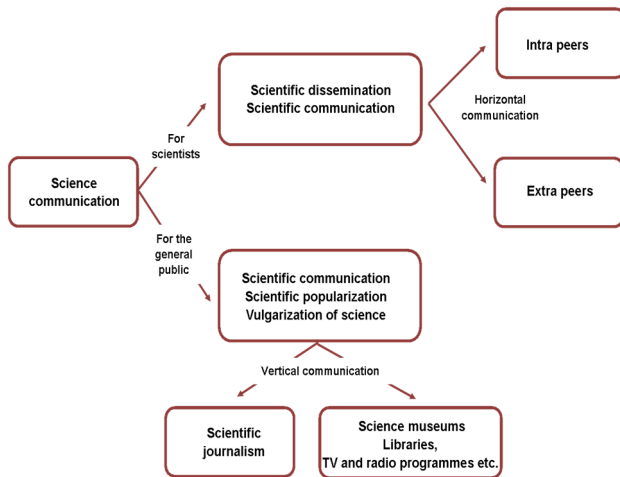 Intra peers
Scientific dissemination
Scientific communication
Horizontal
communication
For
scientists
Science
communication
Extra peers
For the
general
public
Scientific communication
Scientific popularization
Vulgarization of science
Vertical communication
Scientific
journalism
Science museums
Libraries,
TV and radio programmes etc.